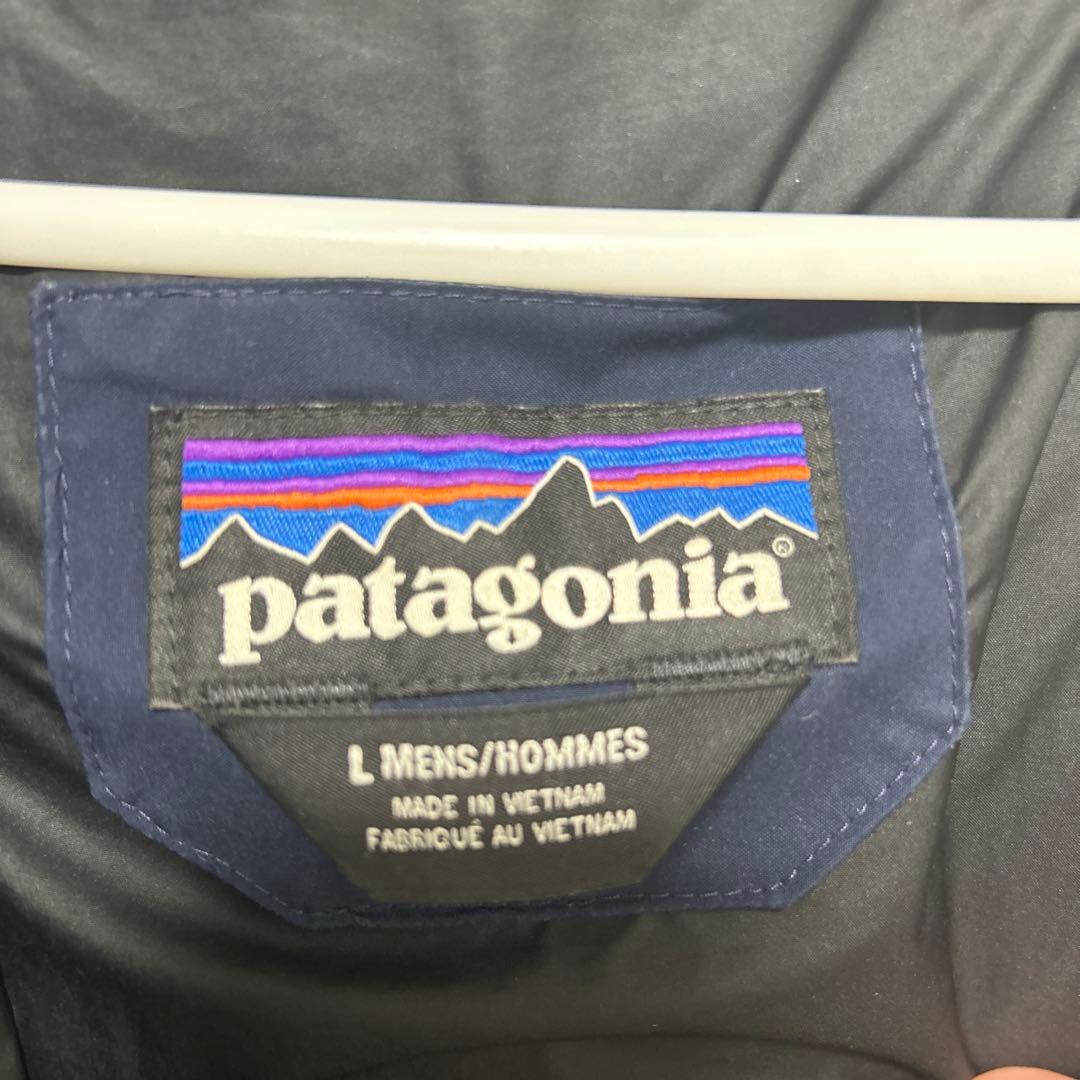 patagonia®
L MENS/HOMMES
MADE IN VIETNAM
FABRIQUÉ AU VIETNAM